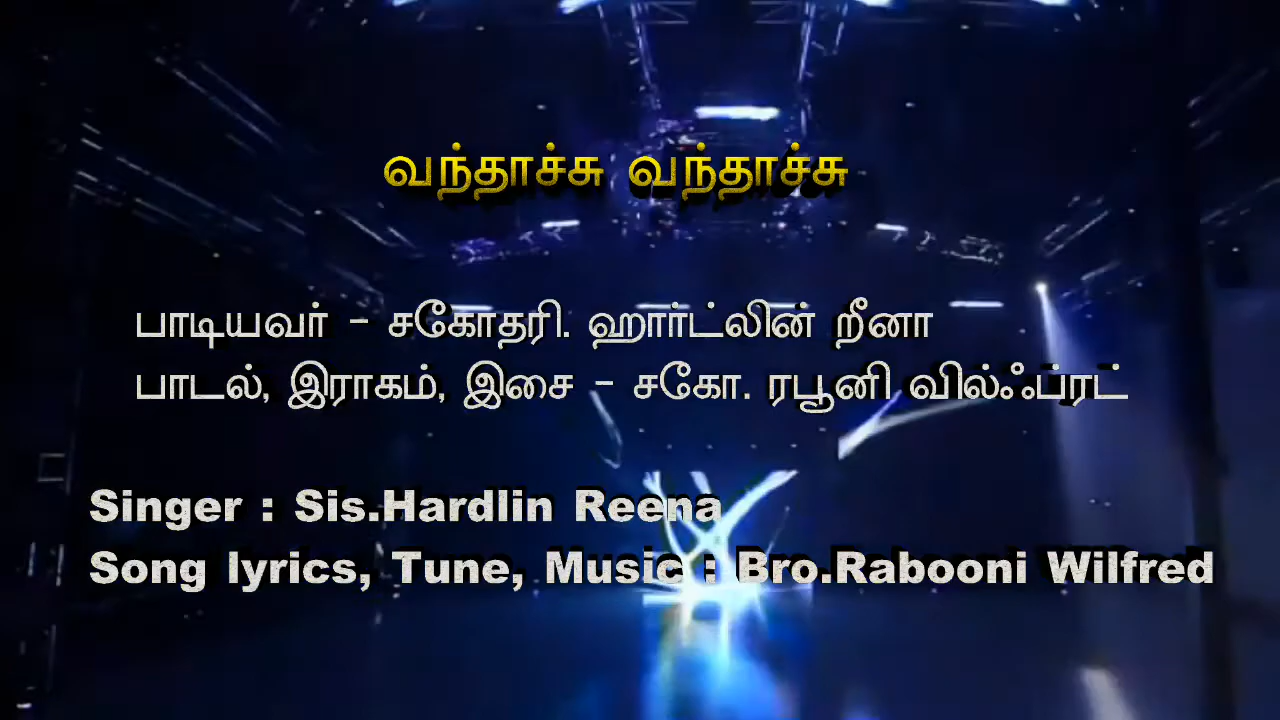 வந்தாச்சு வந்தாச்சு
பாடியவர் - சகோதரி. ஹார்ட்லின் றீனா
பாடல், இராகம், இசை - சகோ. ரபூனி வில்ஃப்ரட்
Singer : Sis.Hardlin Reena
Song lyrics, Tune, Music : Bro.Rabooni Wilfred